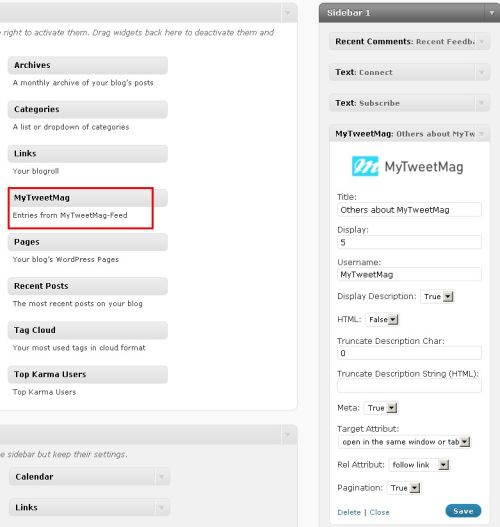 e right to activate them. Drag widgets back here to deactivate them and
Archives
A monthly archive of your blog's posts
Categories
A list or dropdown of categories
Links
Your blogroll
MyTweetMag
Entries from MyTweetMag-Feed
Pages
Your blog's WordPress Pages
Recent Posts
The most recent posts on your blog
Tag Cloud
Your most used tags in cloud format
Top Karma Users
Top Karma Users
e sidebar but keep their settings.
Calendar
Links
Sidebar 1
Recent Comments: Recent Feedba
Text: Connect
Text: Subscribe
MyTweetMag: Others about MyTw
m MyTweetMag
Title:
Others about MyTweetMag
Display:
5
Username:
MyTweetMag
Display Description: True
HTML: False
Truncate Description Char:
0
Truncate Description String (HTML):
Meta: True
Target Attribut:
open in the same window or tab
Rel Attribut: follow link
Pagination: True
Delete | Close Save